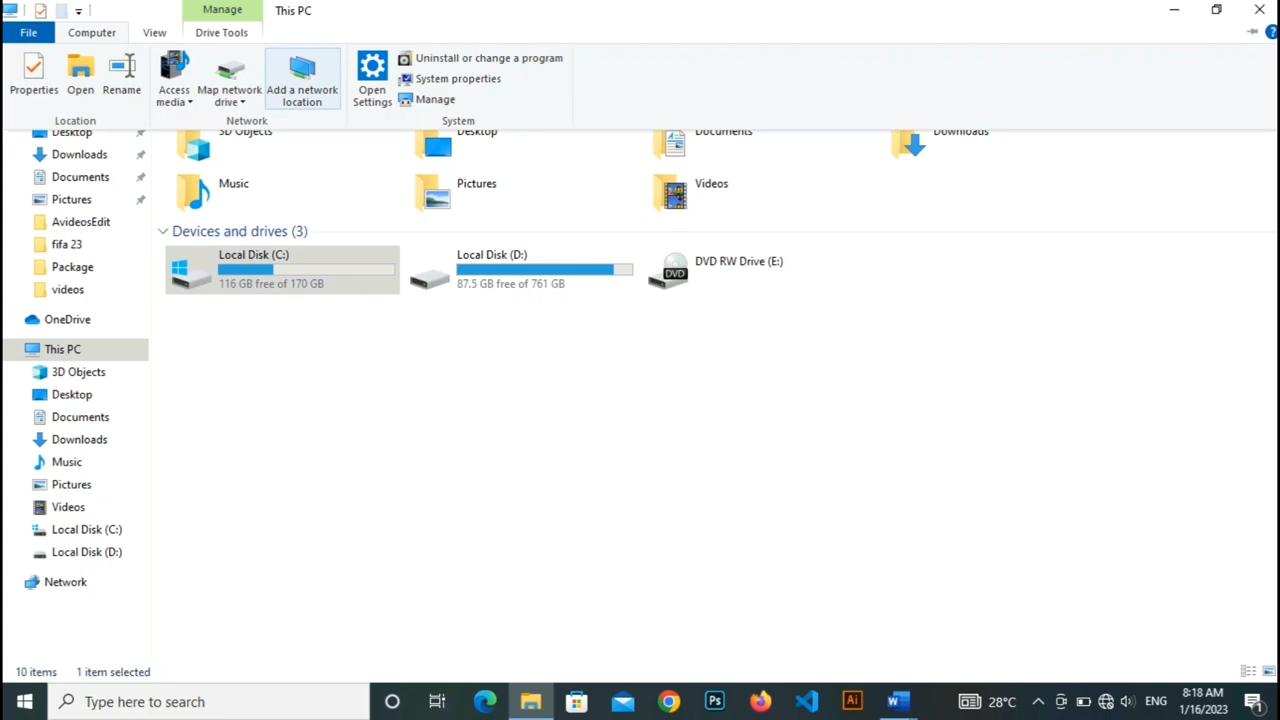 Manage
This PC
File
Computer
View
Drive Tools
Properties
Open
Rename
Access media
Map network drive
Add a network location
Open Settings
Uninstall or change a program
System properties
Manage
Location
Network
System
Desktop
Downloads
Documents
Pictures
AvideosEdit
fifa 23
Package
videos
OneDrive
This PC
3D Objects
Desktop
Documents
Downloads
Music
Pictures
Videos
Local Disk (C:)
Local Disk (D:)
Network
3D Objects
Desktop
Documents
Downloads
Music
Pictures
Videos
Devices and drives (3)
Local Disk (C:)
116 GB free of 170 GB
Local Disk (D:)
87.5 GB free of 761 GB
DVD RW Drive (E:)
DVD
10 items
1 item selected
Type here to search
Ps
Ai
W
28°C
ENG
8:18 AM
1/16/2023
1